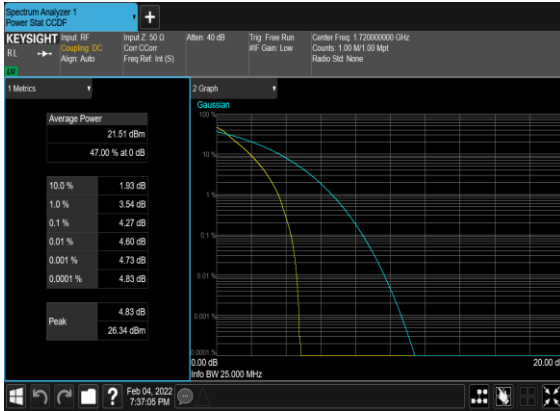 Spectrum Analyzer 1
Power Stat CCDF
+
KEYSIGHT
Input: RF
Input Z: 50 Ω
Atten: 40 dB
Trig: Free Run
Center Freq: 1.720000000 GHz
RL
Coupling: DC
Corr CCorr
#IF Gain: Low
Counts: 1.00 M/1.00 Mpt
Align: Auto
Freq Ref: Int (S)
Radio Std: None
1 Metrics
2 Graph
Average Power
21.51 dBm
47.00 % at 0 dB
10.0 % 1.93 dB
1.0 % 3.54 dB
0.1 % 4.27 dB
0.01 % 4.60 dB
0.001 % 4.73 dB
0.0001 % 4.83 dB
Peak
4.83 dB
26.34 dBm
Gaussian
100 %
10 %
1 %
0.1 %
0.01 %
0.001 %
0.0001 %
0.00 dB
20.00 d
Info BW 25.000 MHz
?
Feb 04, 2022
7:37:05 PM